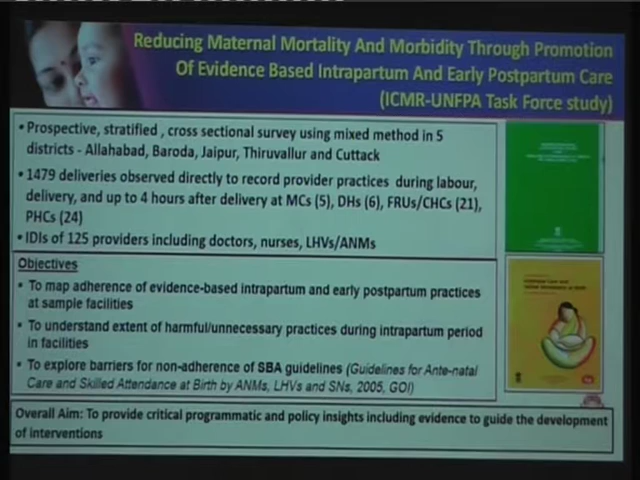 Reducing Maternal Mortality And Morbidity Through Promotion
Of Evidence Based Intrapartum And Early Postpartum Care
(ICMR-UNFPA Task Force study)
• Prospective, stratified , cross sectional survey using mixed method in 5
districts - Allahabad, Baroda, Jaipur, Thiruvallur and Cuttack
• 1479 deliveries observed directly to record provider practices during labour,
delivery, and up to 4 hours after delivery at MCs (5), DHs (6), FRUs/CHCs (21),
PHCs (24)
• IDIs of 125 providers including doctors, nurses, LHVs/ANMs
Objectives
• To map adherence of evidence-based intrapartum and early postpartum practices
at sample facilities
• To understand extent of harmful/unnecessary practices during intrapartum period
in facilities
• To explore barriers for non-adherence of SBA guidelines (Guidelines for Ante-natal
Care and Skilled Attendance at Birth by ANMs, LHVs and SNs, 2005, GOI)
Overall Aim: To provide critical programmatic and policy insights including evidence to guide the development
of interventions